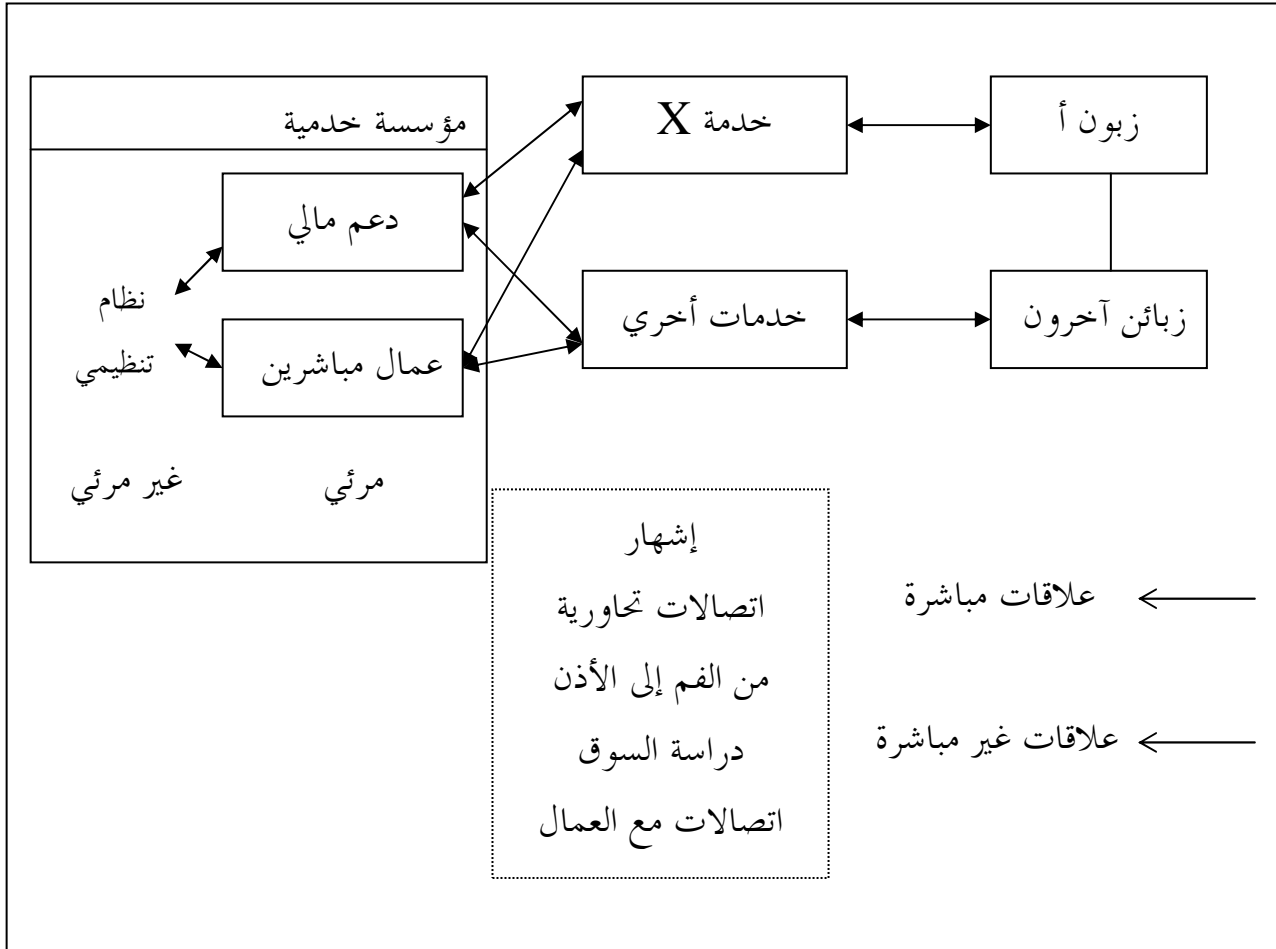 مؤسسة خدمية
خدمة X
زبون أ
دعم مالي
نظام
تنظيمي
عمال مباشرين
خدمات أخري
زبائن آخرون
مرئي
غير مرئي
إشهار
اتصالات تحاورية
من الفم إلى الأذن
دراسة السوق
اتصالات مع العمال
علاقات مباشرة
علاقات غير مباشرة